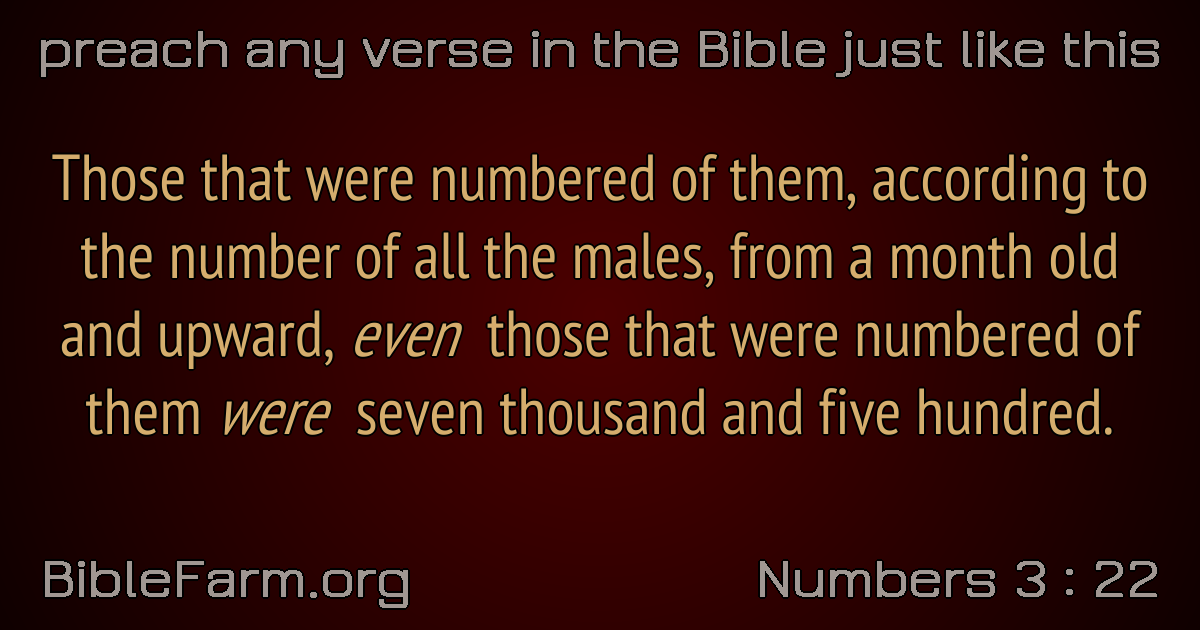 preach any verse in the Bible just like this
Those that were numbered of them, according to
the number of all the males, from a month old
and upward, even those that were numbered of
them were seven thousand and five hundred.
BibleFarm.org
Numbers 3 : 22